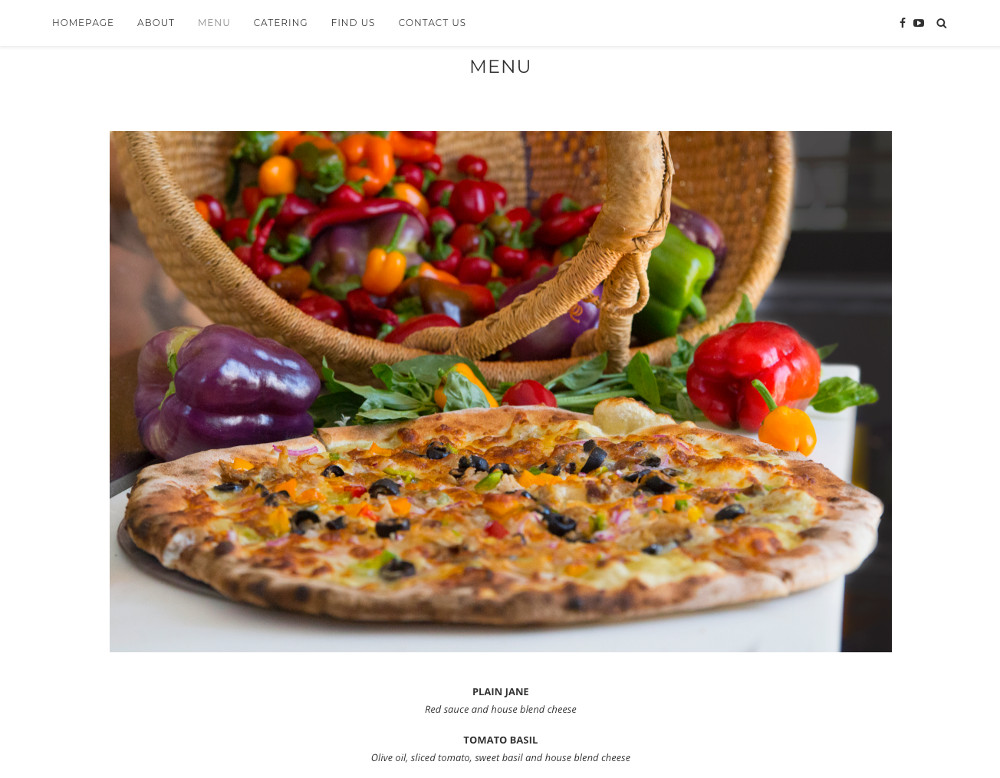 HOMEPAGE ABOUT MENU CATERING FIND US CONTACT US
MENU
PLAIN JANE
Red sauce and house blend cheese
TOMATO BASIL
Olive oil, sliced tomato, sweet basil and house blend cheese